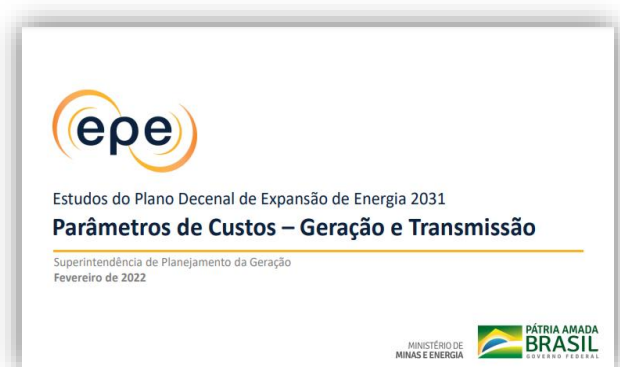 epe
Estudos do Plano Decenal de Expansão de Energia 2031
Parâmetros de Custos – Geração e Transmissão
Superintendência de Planejamento da Geração
Fevereiro de 2022
MINISTÉRIO DE
MINAS E ENERGIA
PÁTRIA AMADA
BRASIL
GOVERNO FEDERAL